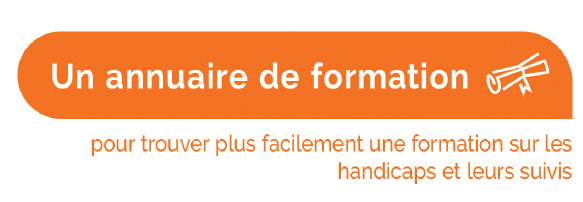 Un annuaire de formation
pour trouver plus facilement une formation sur les
handicaps et leurs suivis